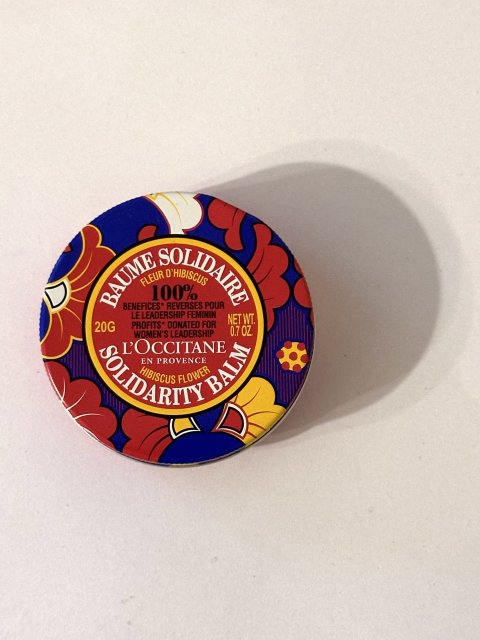 BAUME SOLIDAIRE
FLEUR D'HIBISCUS
100%
BENEFICES* REVERSES POUR
LE LEADERSHIP FEMININ
PROFITS* DONATED FOR
WOMEN'S LEADERSHIP
20G
NET WT.
0.7 OZ.
L'OCCITANE
EN PROVENCE
HIBISCUS FLOWER
SOLIDARITY BALM